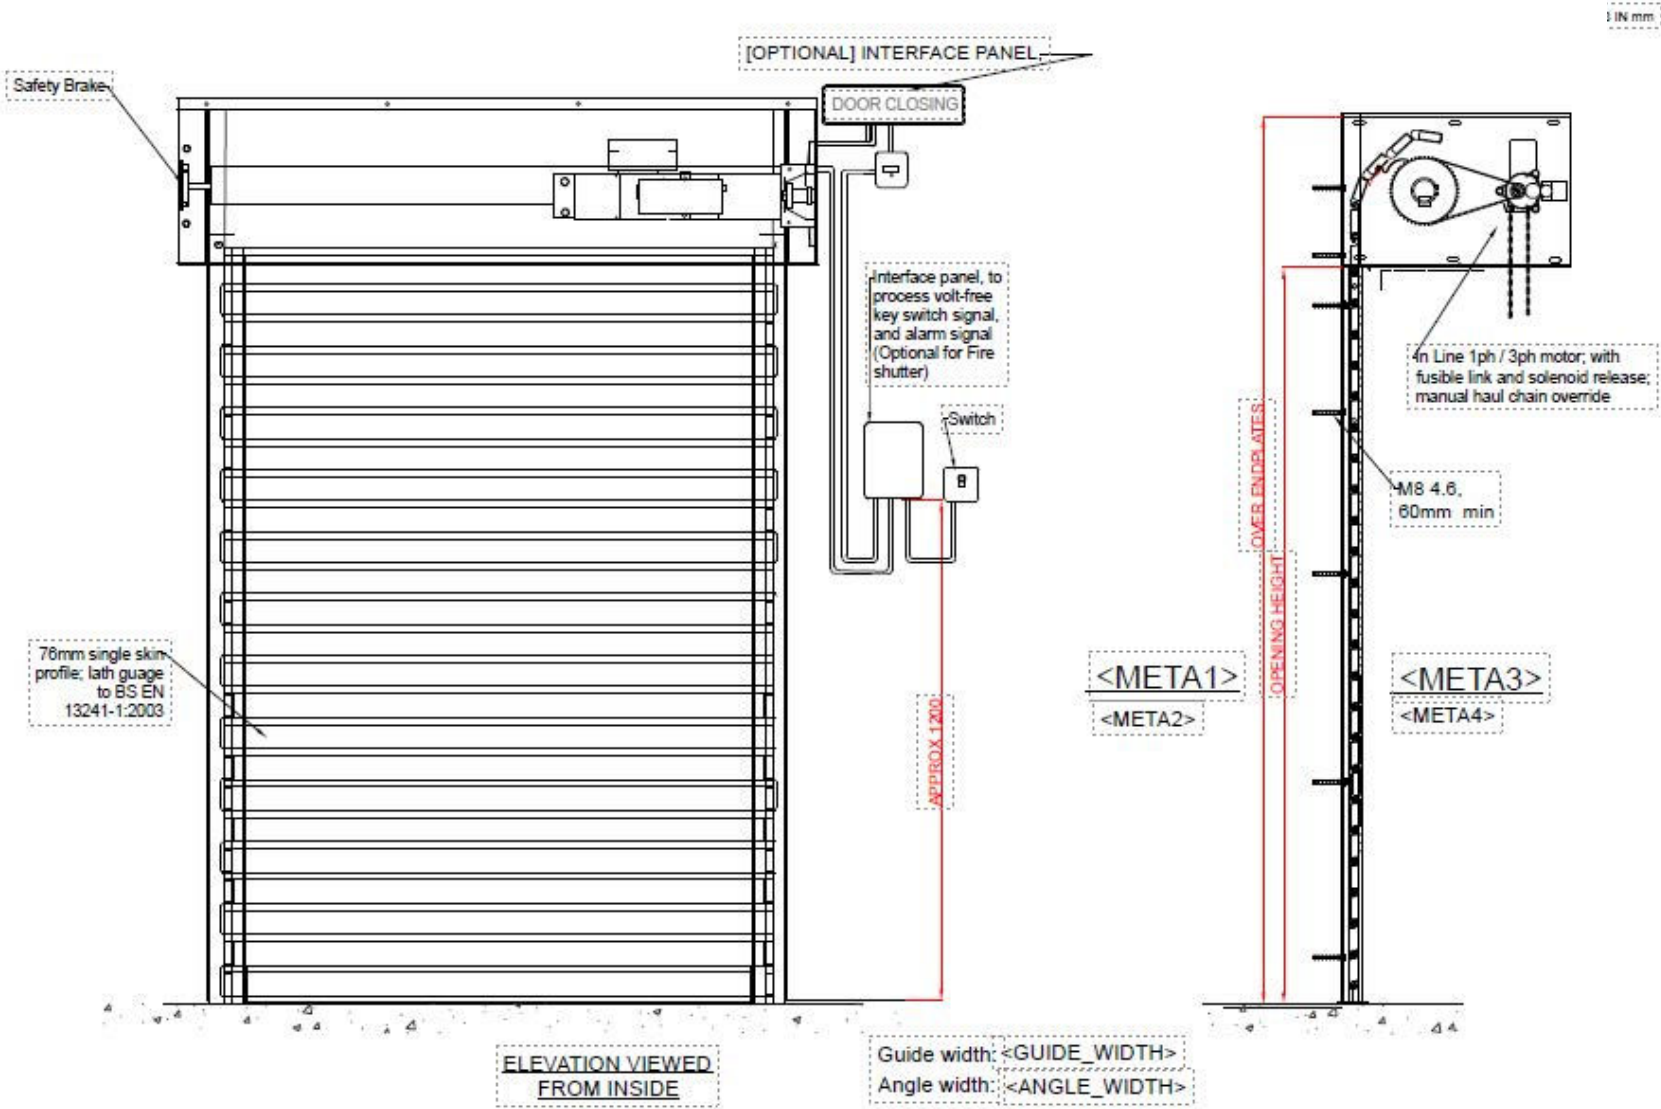 IN mm
[OPTIONAL] INTERFACE PANEL
Safety Brake
DOOR CLOSING
Interface panel, to
process volt-free
key switch signal,
and alarm signal
(Optional for Fire
shutter)
Switch
In Line 1ph / 3ph motor; with
fusible link and solenoid release;
manual haul chain override
OVER ENDPLATES
M8 4.6,
60mm min
OPENING HEIGHT
76mm single skin
profile; lath guage
to BS EN
13241-1:2003
<META1>
<META2>
<META3>
<META4>
APPROX 1200
ELEVATION VIEWED
FROM INSIDE
Guide width: <GUIDE_WIDTH>
Angle width: <ANGLE_WIDTH>